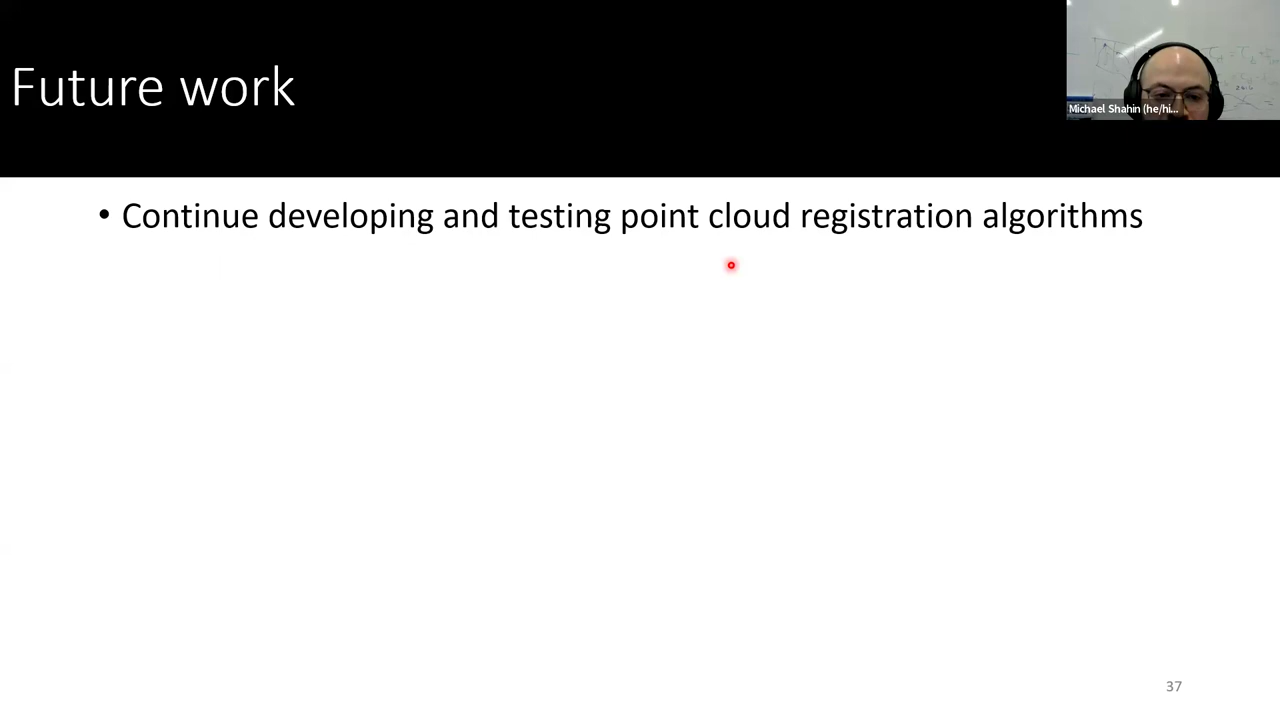 Future work
Michael Shahin (he/hi...
• Continue developing and testing point cloud registration algorithms
37